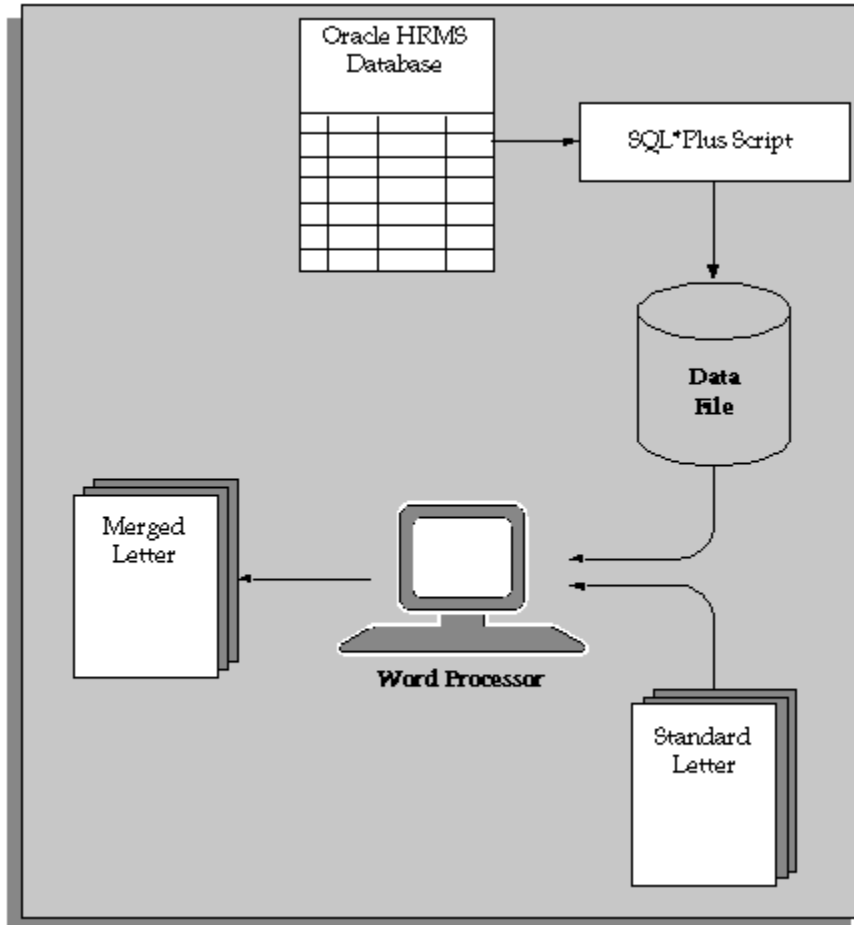 Oracle HRMS
Database
SQL*Plus Script
Data
File
Merged
Letter
Word Processor
Standard
Letter